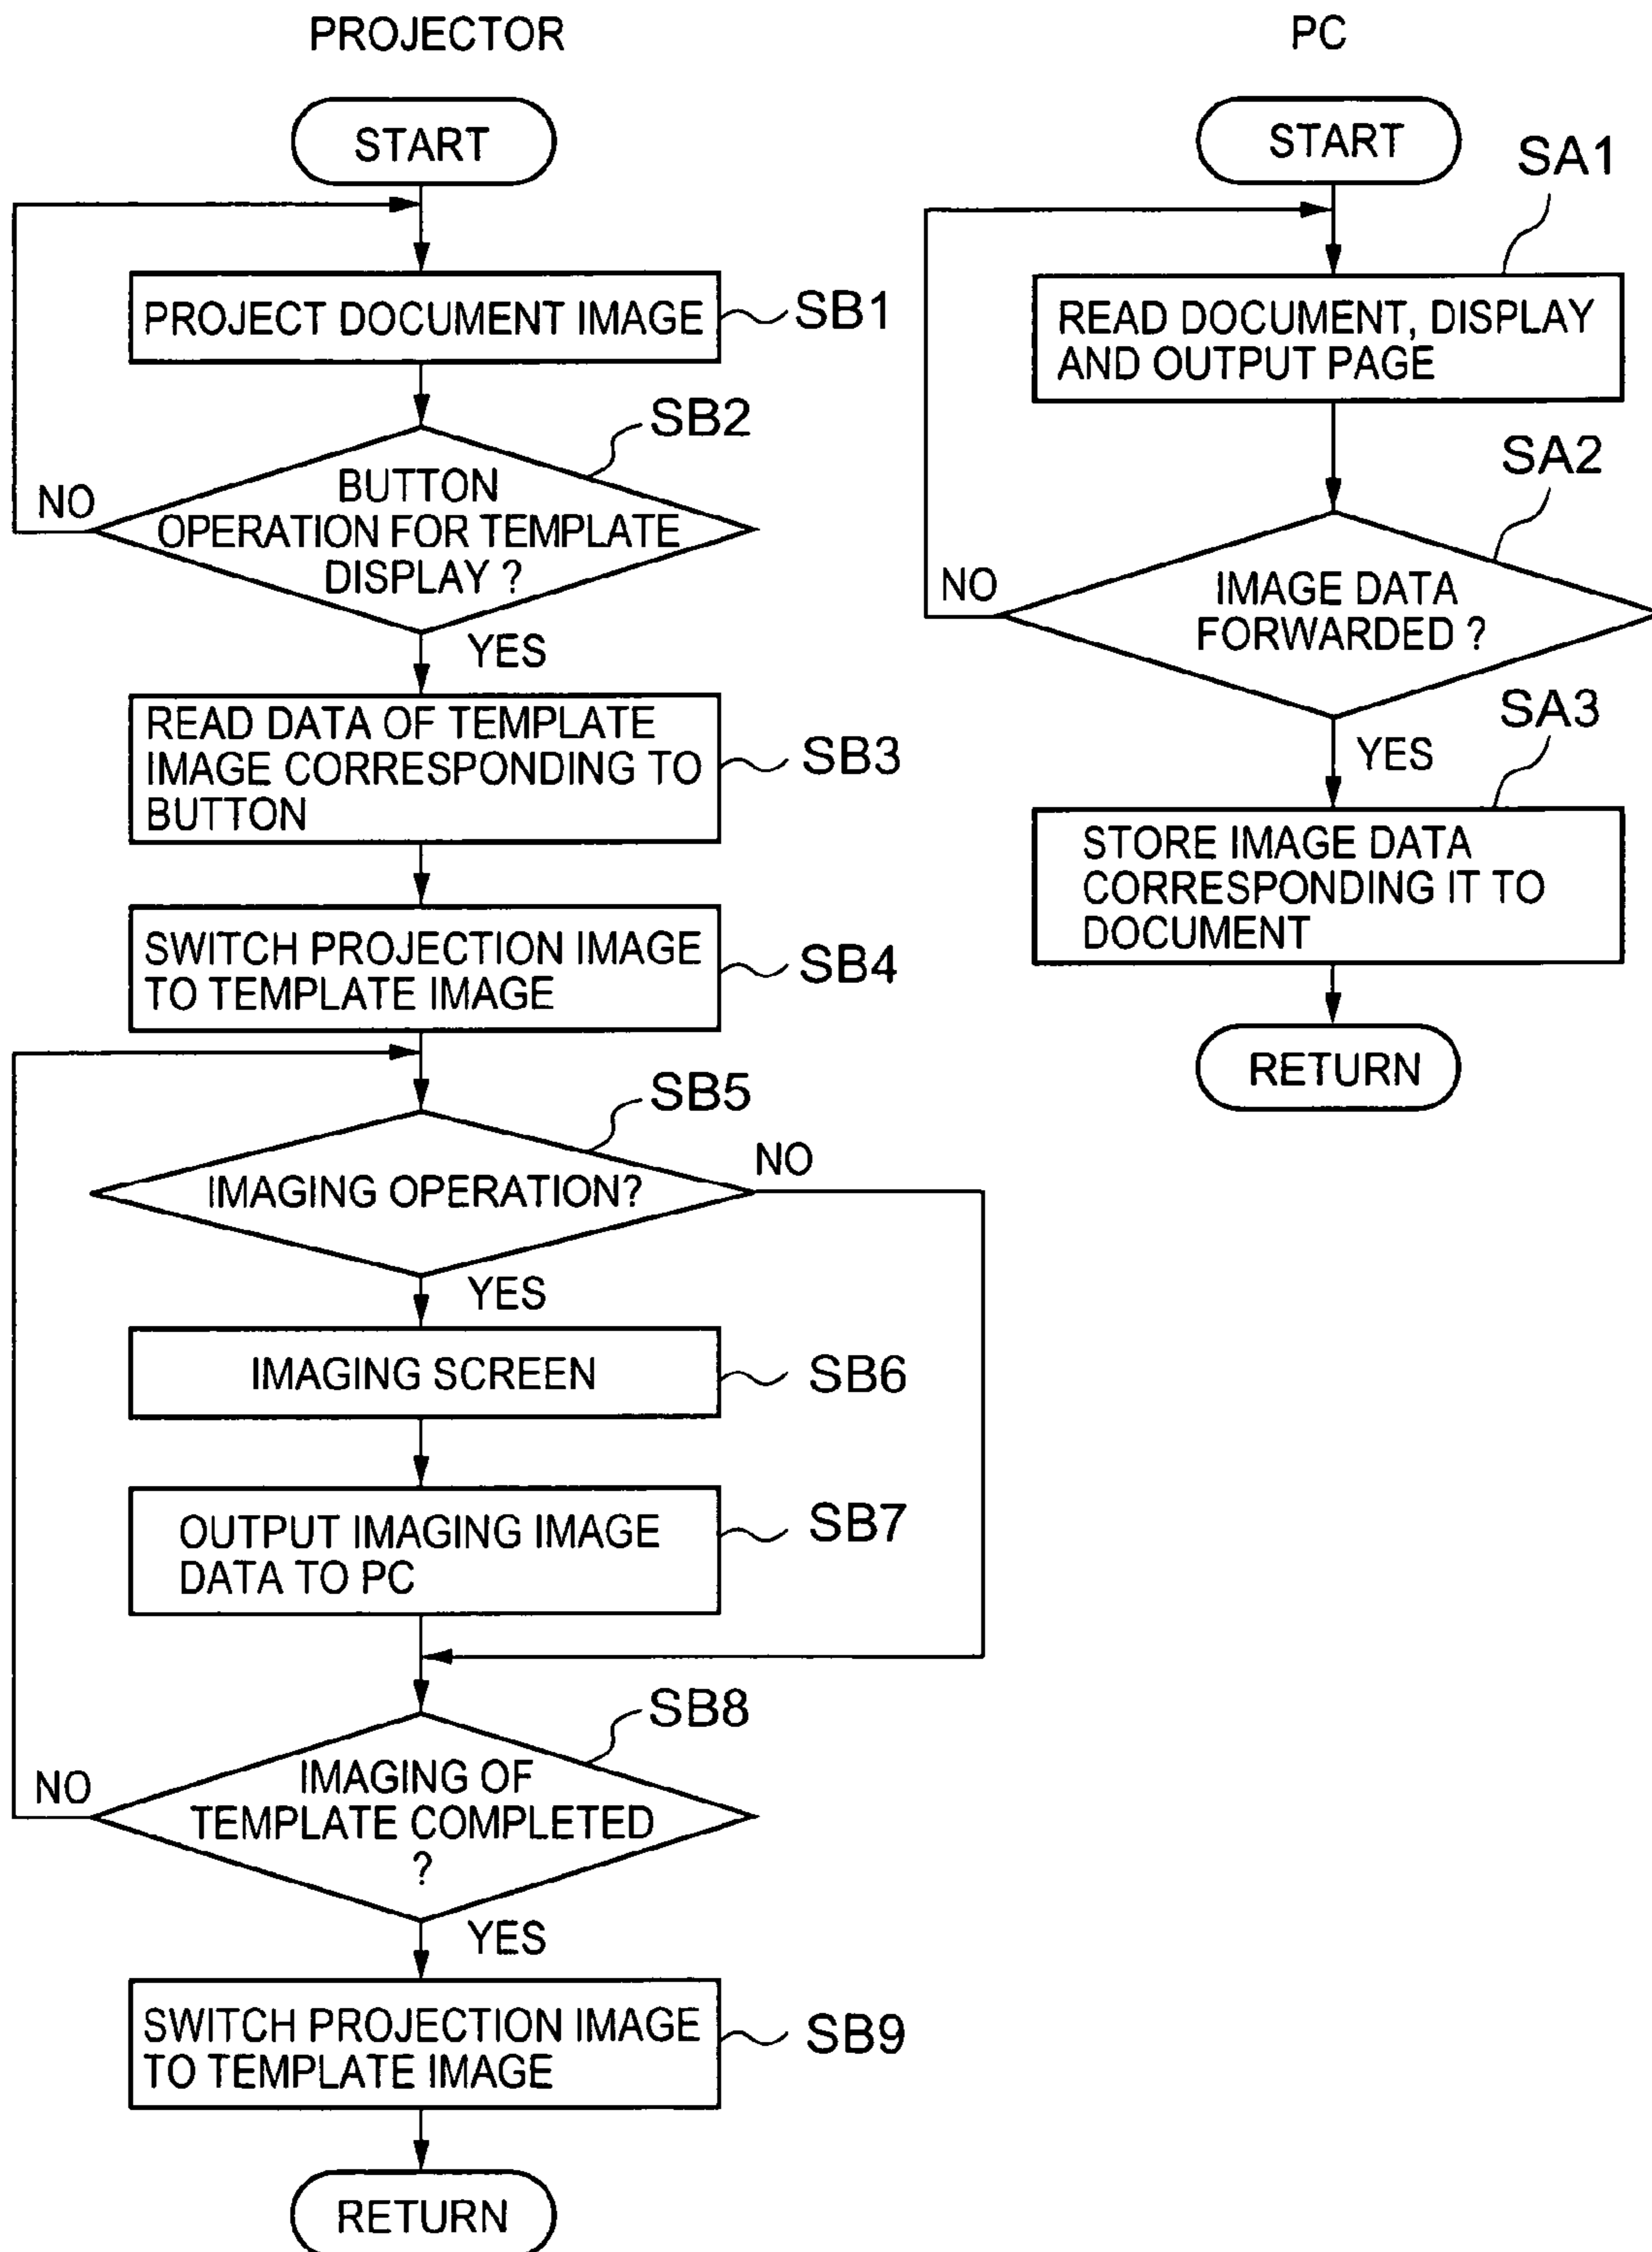 PROJECTOR
START
PROJECT DOCUMENT IMAGE
SB1
SB2
BUTTON
OPERATION FOR TEMPLATE
DISPLAY ?
NO
YES
READ DATA OF TEMPLATE
IMAGE CORRESPONDING TO
BUTTON
SB3
SWITCH PROJECTION IMAGE
TO TEMPLATE IMAGE
SB4
SB5
IMAGING OPERATION?
NO
YES
IMAGING SCREEN
SB6
OUTPUT IMAGING IMAGE
DATA TO PC
SB7
SB8
IMAGING OF
TEMPLATE COMPLETED
?
NO
YES
SWITCH PROJECTION IMAGE
TO TEMPLATE IMAGE
SB9
RETURN
PC
START
SA1
READ DOCUMENT, DISPLAY
AND OUTPUT PAGE
SA2
IMAGE DATA
FORWARDED ?
NO
YES
SA3
STORE IMAGE DATA
CORRESPONDING IT TO
DOCUMENT
RETURN